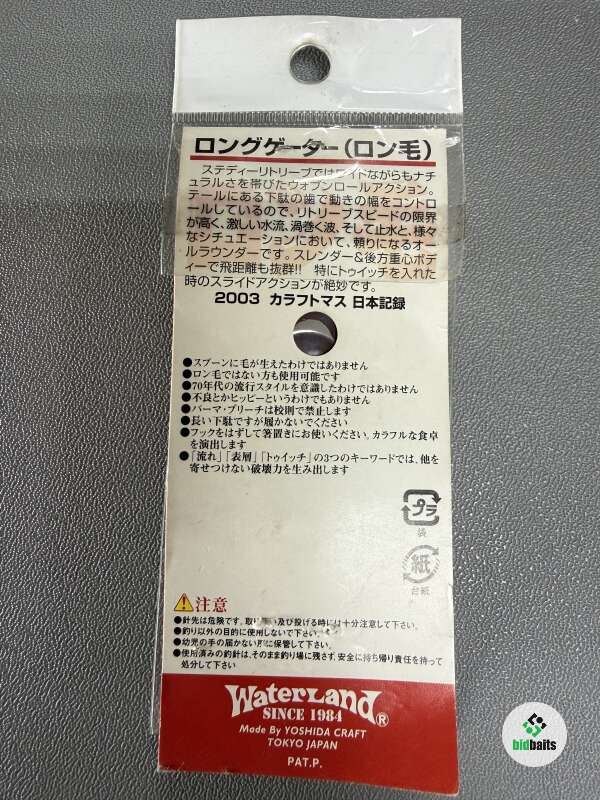 ロングゲーター(ロン毛)
ステディーリトリーブではワイドながらもナチ
ュラルさを帯びたウォブンロールアクション。
テールにある下駄の歯で動きの幅をコントロ
ールしているので、リトリーブスピードの限界
が高く、激しい水流、渦巻く波、そして止水と、様々
なシチュエーションにおいて、頼りになるオー
ルラウンダーです。スレンダー&後方重心ボデ
ィーで飛距離も抜群!! 特にトゥイッチを入れた
時のスライドアクションが絶妙です。
2003 カラフトマス 日本記録
●スプーンに毛が生えたわけではありません
●ロン毛ではない方も使用可能です
●70年代の流行スタイルを意識したわけではありません
●不良とかヒッピーというわけでもありません
●パーマ・ブリーチは校則で禁止します
●長い下駄ですが履かないでください
●フックをはずして箸置きにお使いください。カラフルな食卓
を演出します
●「流れ」「表層」「トゥイッチ」の3つのキーワードでは、他を
寄せつけない破壊力を生み出します
プラ
袋
紙
台紙
注意
●針先は危険です。取り扱い及び投げる時には十分注意して下さい。
●釣り以外の目的に使用しないで下さい。
●幼児の手の届かない所に保管して下さい。
●使用済みの釣針は、そのまま釣り場に残さず、安全に持ち帰り責任を持って
処分して下さい
WaterLand®
SINCE 1984
Made By YOSHIDA CRAFT
TOKYO JAPAN
PAT.P.
bidbaits